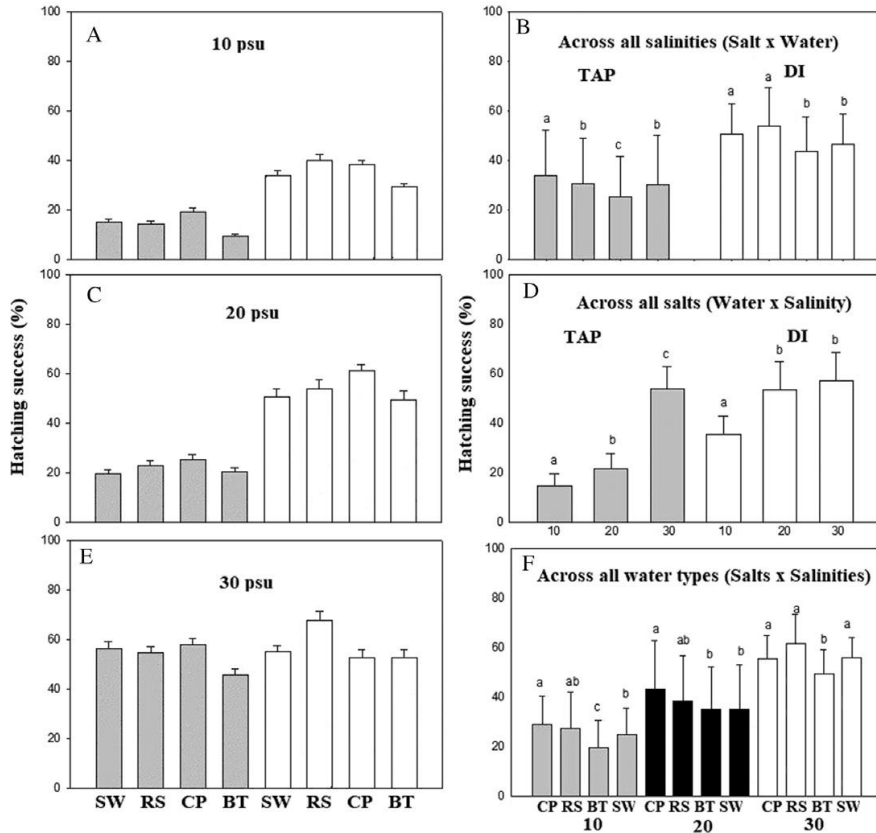 Hatching success (%)
A
10 psu
100
80
60
40
20
0
B
Across all salinities (Salt x Water)
TAP DI
100
80
60
40
20
0
a b c b a a b b
C
20 psu
100
80
60
40
20
0
Hatching success (%)
D
Across all salts (Water x Salinity)
TAP DI
100
80
60
40
20
0
a b c a b b
10 20 30 10 20 30
E
30 psu
100
80
60
40
20
0
SW RS CP BT SW RS CP BT
F
Across all water types (Salts x Salinities)
100
80
60
40
20
0
a ab c b a ab b b a a b a
CP RS BT SW CP RS BT SW CP RS BT SW
10 20 30